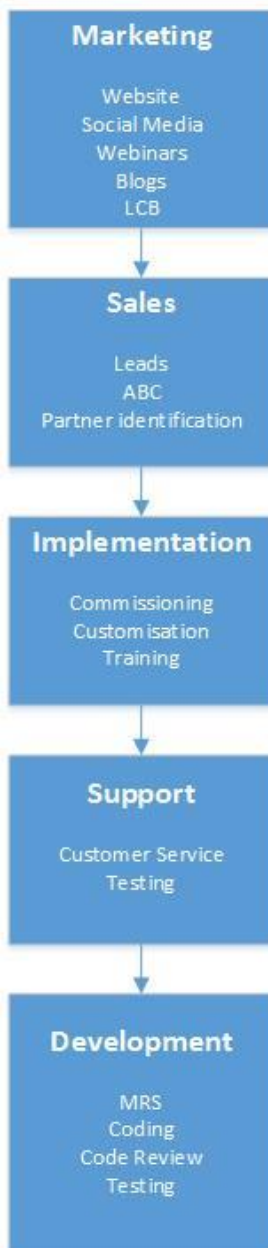 Marketing
Website
Social Media
Webinars
Blogs
LCB
Sales
Leads
ABC
Partner identification
Implementation
Commissioning
Customisation
Training
Support
Customer Service
Testing
Development
MRS
Coding
Code Review
Testing